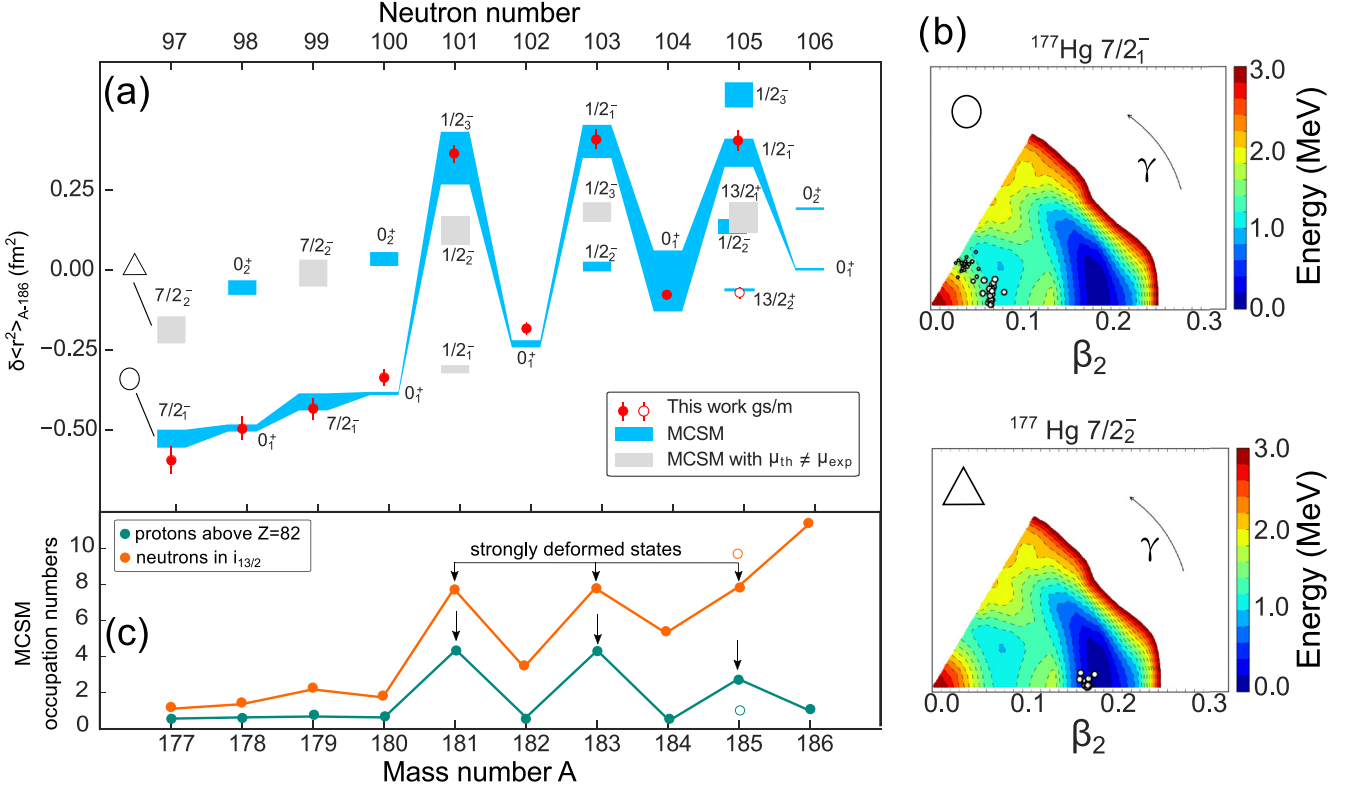 Neutron number
97 98 99 100 101 102 103 104 105 106
(a)
δ<r²>A-186 (fm²)
0.25
0.00
−0.25
−0.50
7/2₂⁻
7/2₁⁻
0₂⁺
0₁⁺
7/2₂⁻
7/2₁⁻
0₂⁺
0₁⁺
1/2₃⁻
1/2₂⁻
1/2₁⁻
0₁⁺
1/2₁⁻
1/2₃⁻
1/2₂⁻
0₁⁺
1/2₃⁻
1/2₁⁻
13/2₁⁺
1/2₂⁻
13/2₂⁺
0₂⁺
0₁⁺
This work gs/m
MCSM
MCSM with μth ≠ μexp
(c)
MCSM
occupation numbers
10
8
6
4
2
0
protons above Z=82
neutrons in i13/2
strongly deformed states
177 178 179 180 181 182 183 184 185 186
Mass number A
(b)
¹⁷⁷Hg 7/2₁⁻
γ
0.0 0.1 0.2 0.3
β₂
3.0
2.0
1.0
0.0
Energy (MeV)
¹⁷⁷ Hg 7/2₂⁻
γ
0.0 0.1 0.2 0.3
β₂
3.0
2.0
1.0
0.0
Energy (MeV)